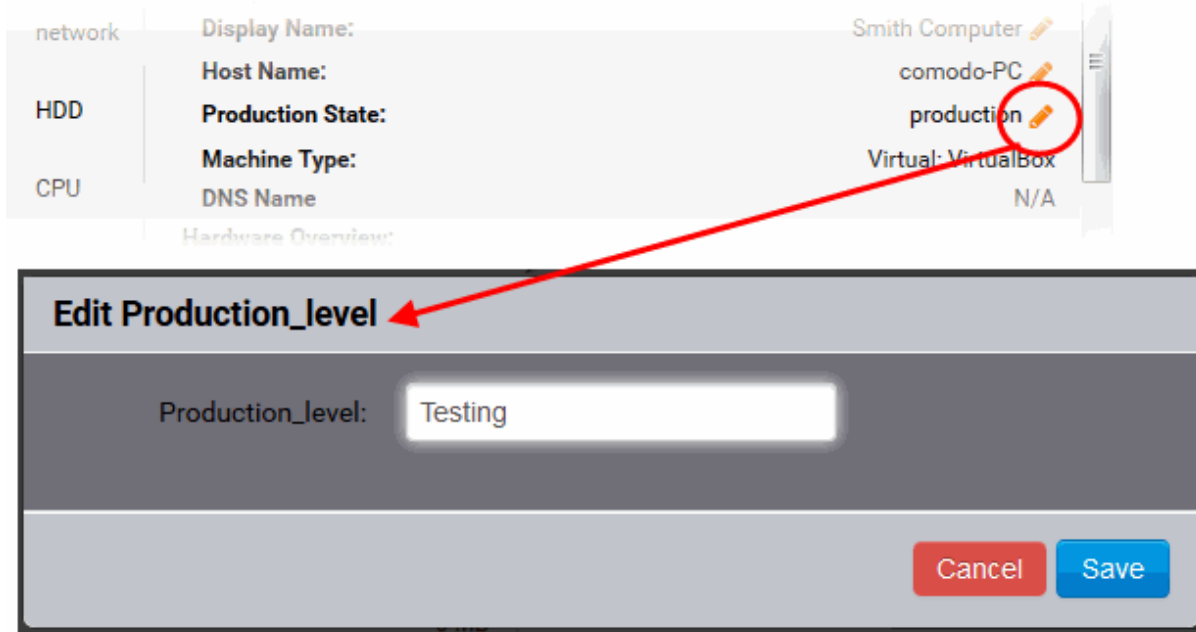 network
Display Name: Smith Computer
Host Name: comodo-PC
HDD
Production State: production
Machine Type: Virtual: VirtualBox
CPU
DNS Name N/A
Hardware Overview:
Edit Production_level
Production_level: Testing
Cancel Save